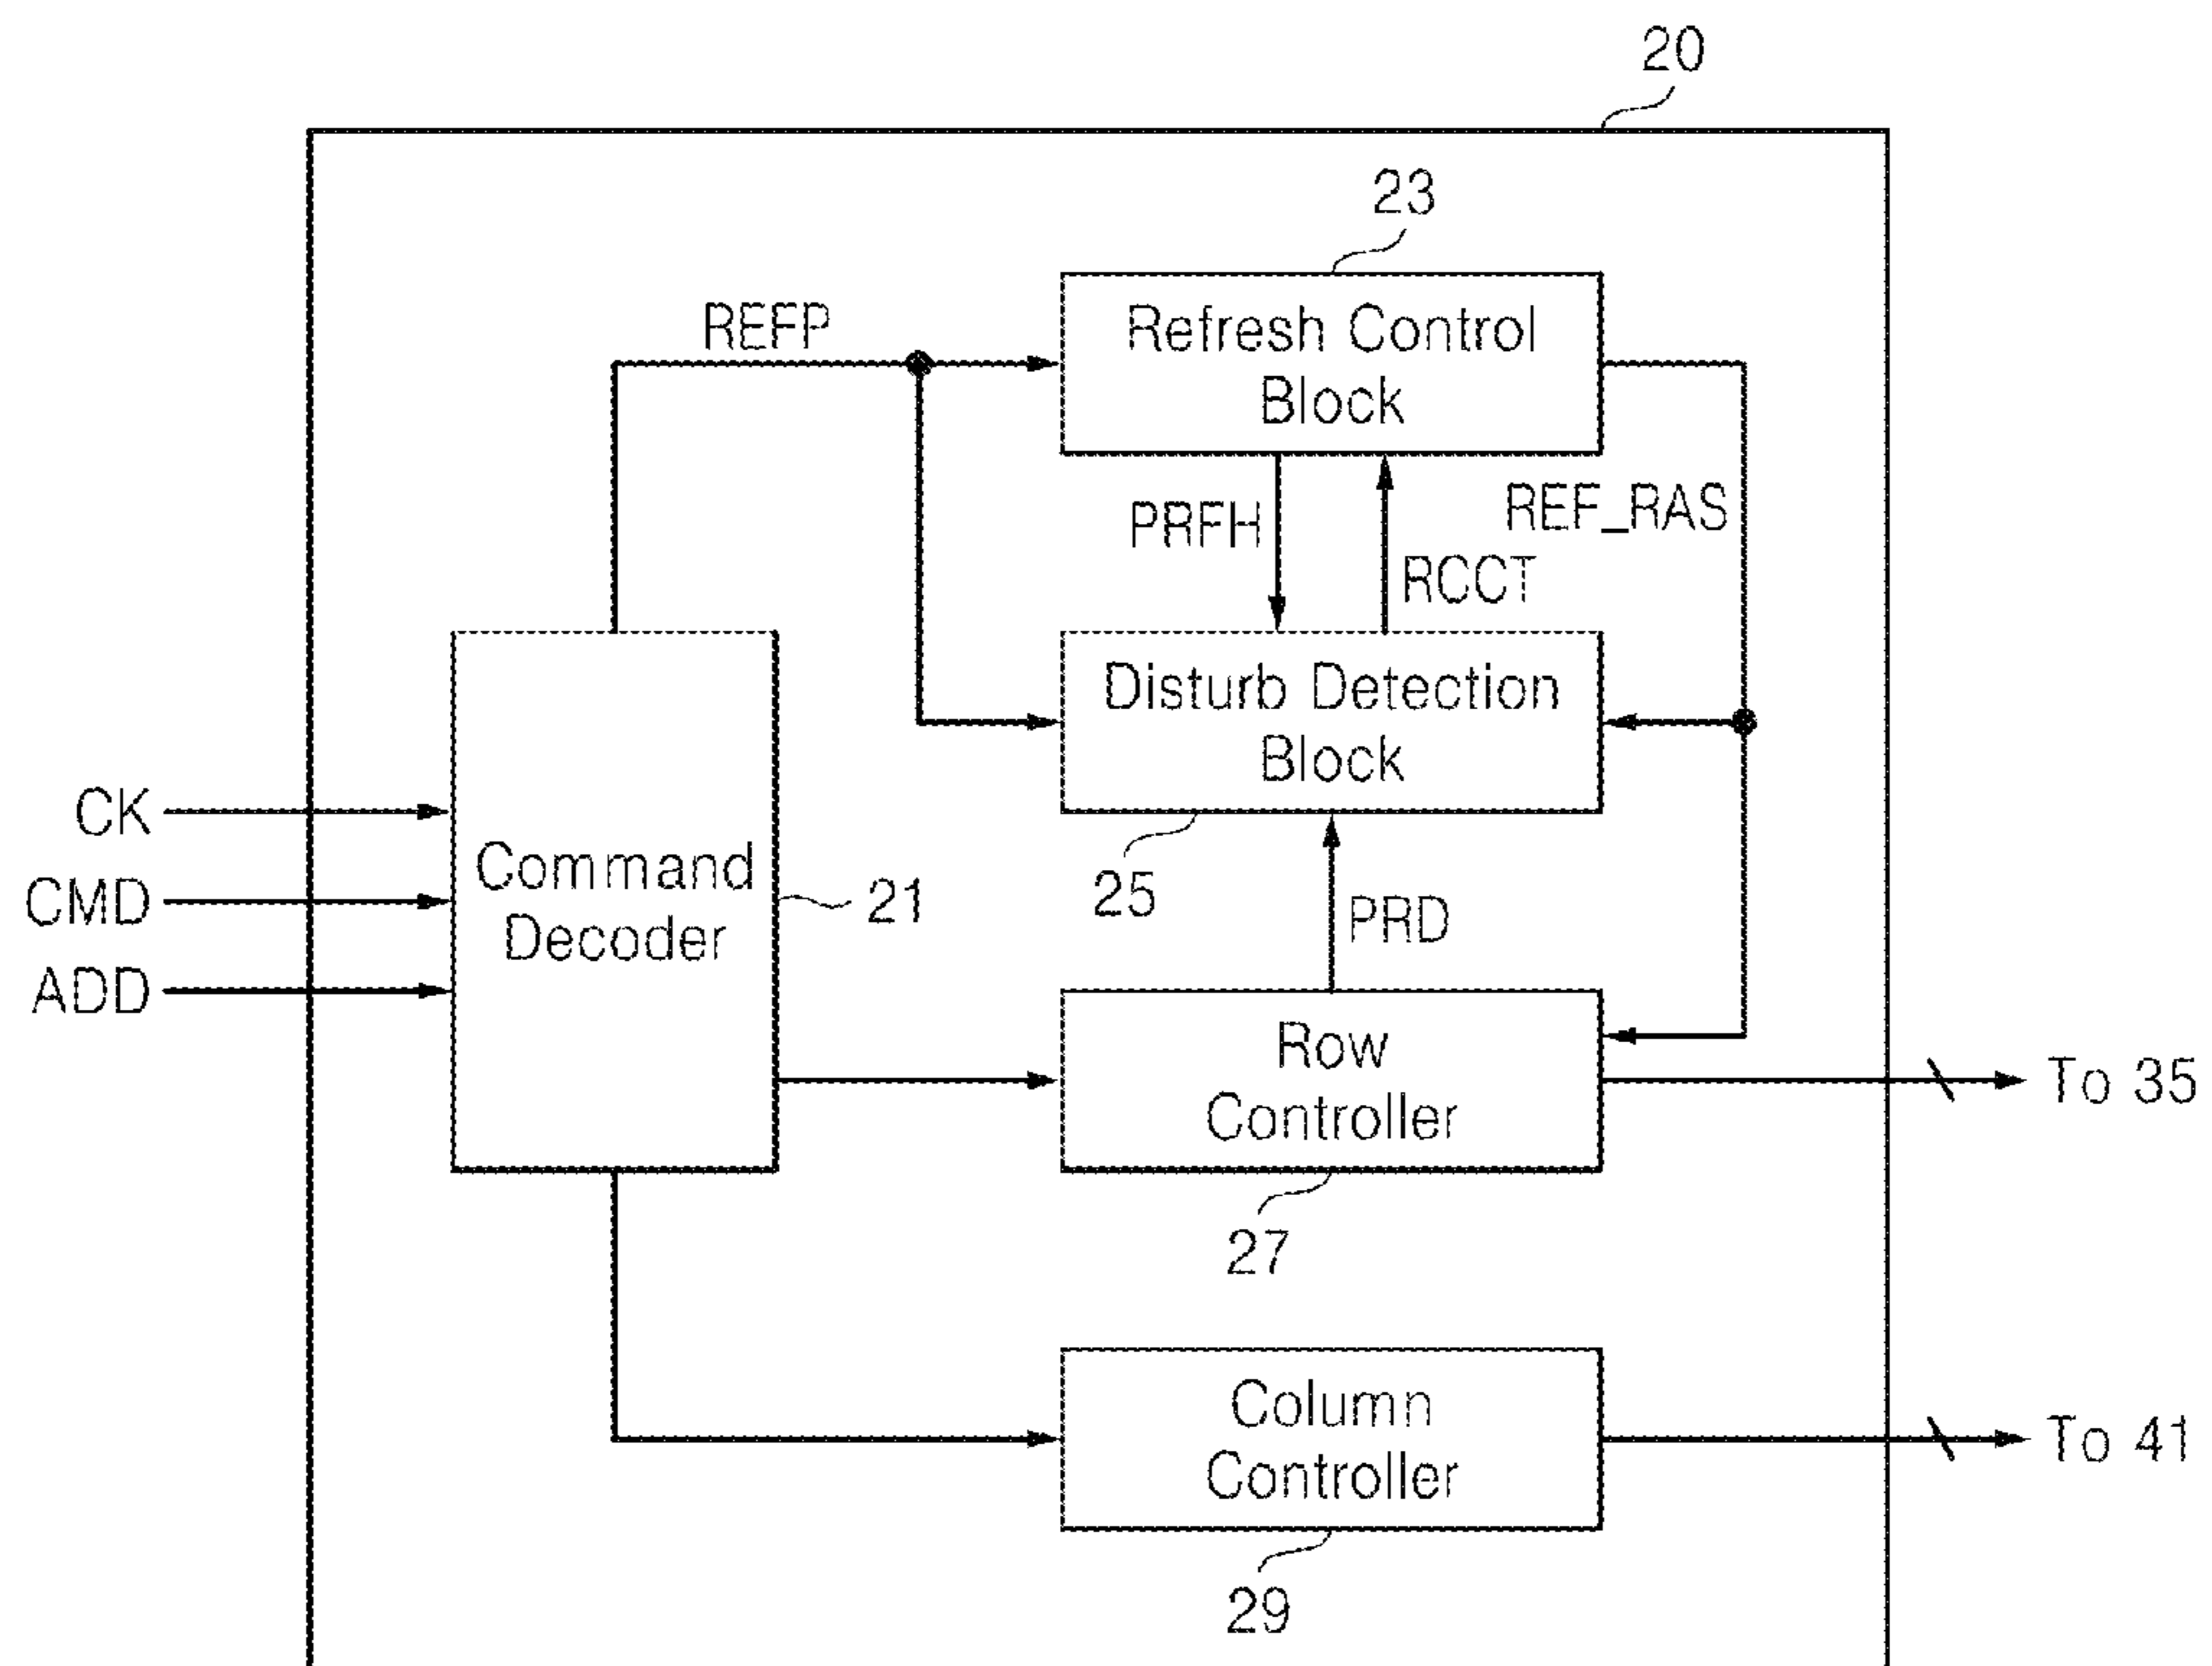 20
23
REFP
Refresh Control
Block
PRFH
RCCT
REF_RAS
Disturb Detection
Block
25
CK
CMD
ADD
Command
Decoder
21
PRD
Row
Controller
27
To 35
Column
Controller
29
To 41